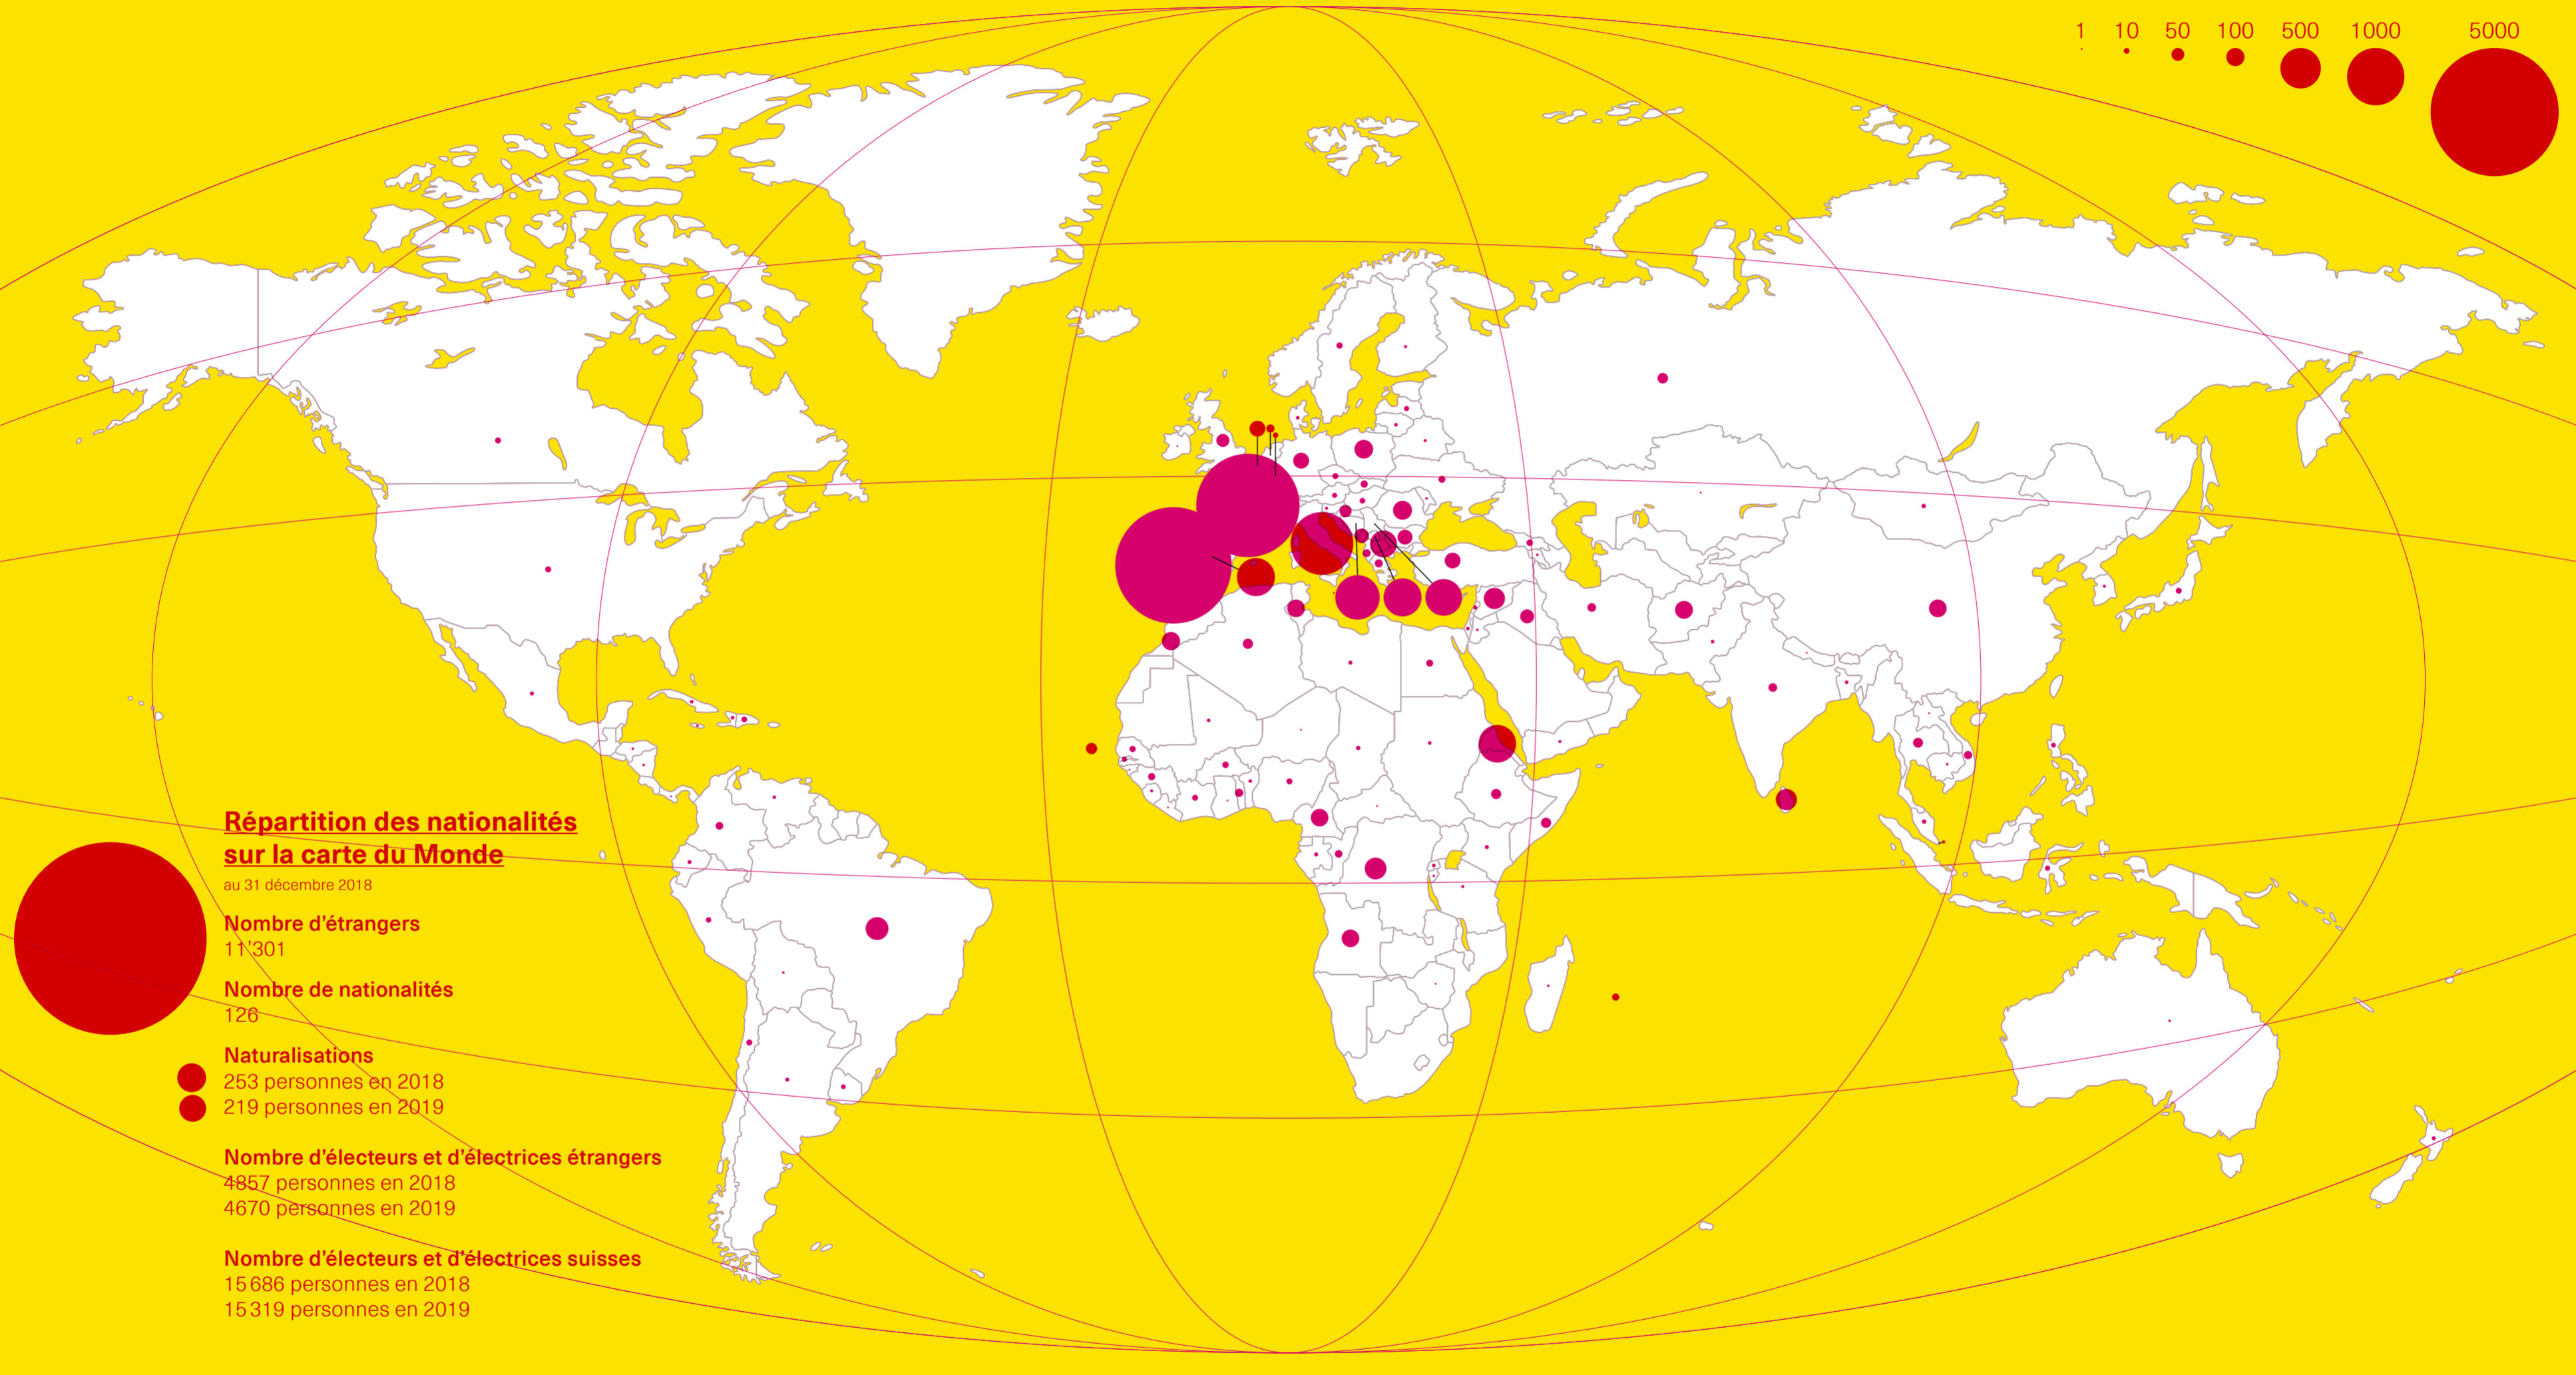 1 10 50 100 500 1000 5000
Répartition des nationalités
sur la carte du Monde
au 31 décembre 2018
Nombre d'étrangers
11'301
Nombre de nationalités
126
Naturalisations
253 personnes en 2018
219 personnes en 2019
Nombre d'électeurs et d'électrices étrangers
4857 personnes en 2018
4670 personnes en 2019
Nombre d'électeurs et d'électrices suisses
15 686 personnes en 2018
15 319 personnes en 2019